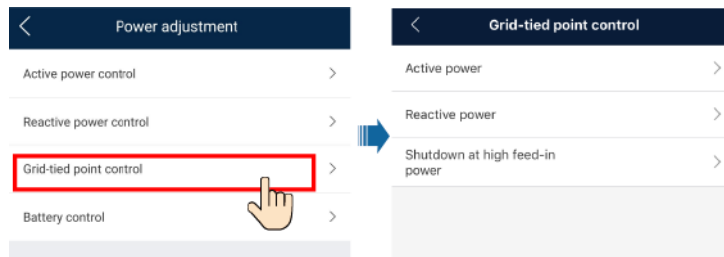 Power adjustment
Active power control
Reactive power control
Grid-tied point control
Battery control
Grid-tied point control
Active power
Reactive power
Shutdown at high feed-in
power